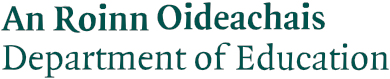 An Roinn Oideachais
Department of Education